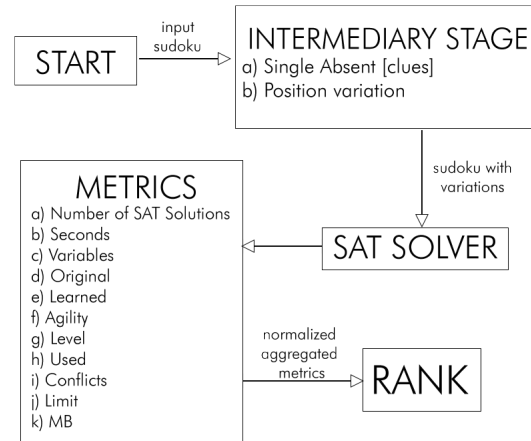 START
input
sudoku
INTERMEDIARY STAGE
a) Single Absent [clues]
b) Position variation
sudoku with
variations
SAT SOLVER
METRICS
a) Number of SAT Solutions
b) Seconds
c) Variables
d) Original
e) Learned
f) Agility
g) Level
h) Used
i) Conflicts
j) Limit
k) MB
normalized
aggregated
metrics
RANK